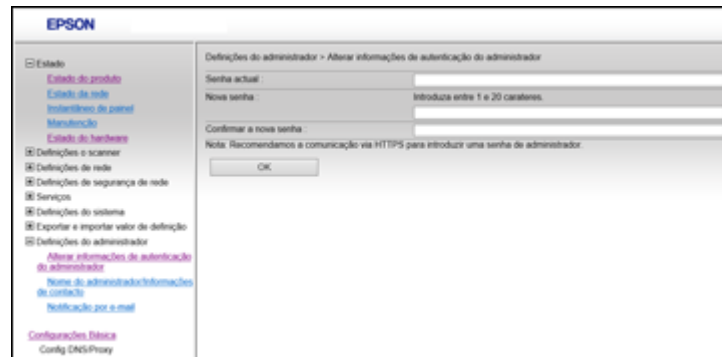 EPSON
Estado
Estado do produto
Estado da rede
Instantâneo de painel
Manutenção
Estado do hardware
Definições o scanner
Definições de rede
Definições de segurança de rede
Serviços
Definições do sistema
Exportar e importar valor de definição
Definições do administrador
Alterar informações de autenticação
do administrador
Nome do administrador/Informações
de contacto
Notificação por e-mail
Configurações Básica
Config DNS/Proxy
Definições do administrador > Alterar informações de autenticação do administrador
Senha actual :
Nova senha :
Introduza entre 1 e 20 carateres.
Confirmar a nova senha :
Nota: Recomendamos a comunicação via HTTPS para introduzir uma senha de administrador.
OK